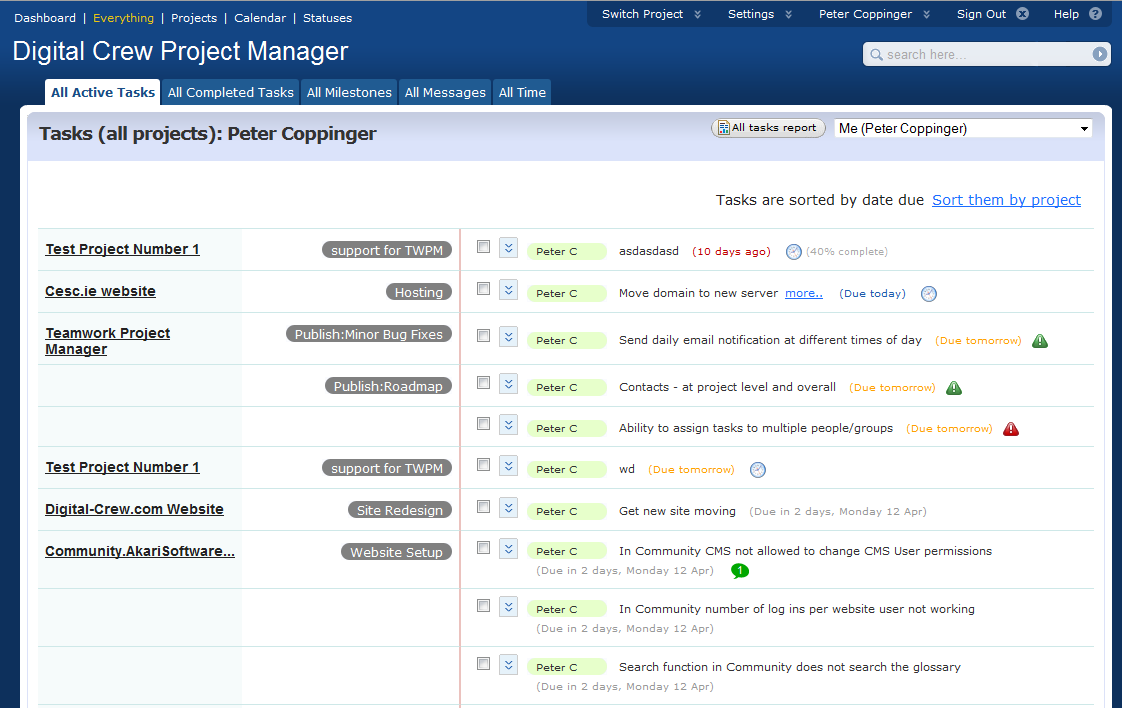 Dashboard | Everything | Projects | Calendar | Statuses
Switch Project Settings Peter Coppinger Sign Out Help ?
Digital Crew Project Manager
search here...
All Active Tasks All Completed Tasks All Milestones All Messages All Time
Tasks (all projects): Peter Coppinger
All tasks report Me (Peter Coppinger)
Tasks are sorted by date due Sort them by project
Test Project Number 1 support for TWPM Peter C asdasdasd (10 days ago) (40% complete)
Cesc.ie website Hosting Peter C Move domain to new server more.. (Due today)
Teamwork Project
Manager
Publish:Minor Bug Fixes Peter C Send daily email notification at different times of day (Due tomorrow)
Publish:Roadmap Peter C Contacts - at project level and overall (Due tomorrow)
Peter C Ability to assign tasks to multiple people/groups (Due tomorrow)
Test Project Number 1 support for TWPM Peter C wd (Due tomorrow)
Digital-Crew.com Website Site Redesign Peter C Get new site moving (Due in 2 days, Monday 12 Apr)
Community.AkariSoftware... Website Setup Peter C In Community CMS not allowed to change CMS User permissions
(Due in 2 days, Monday 12 Apr) 1
Peter C In Community number of log ins per website user not working
(Due in 2 days, Monday 12 Apr)
Peter C Search function in Community does not search the glossary
(Due in 2 days, Monday 12 Apr)